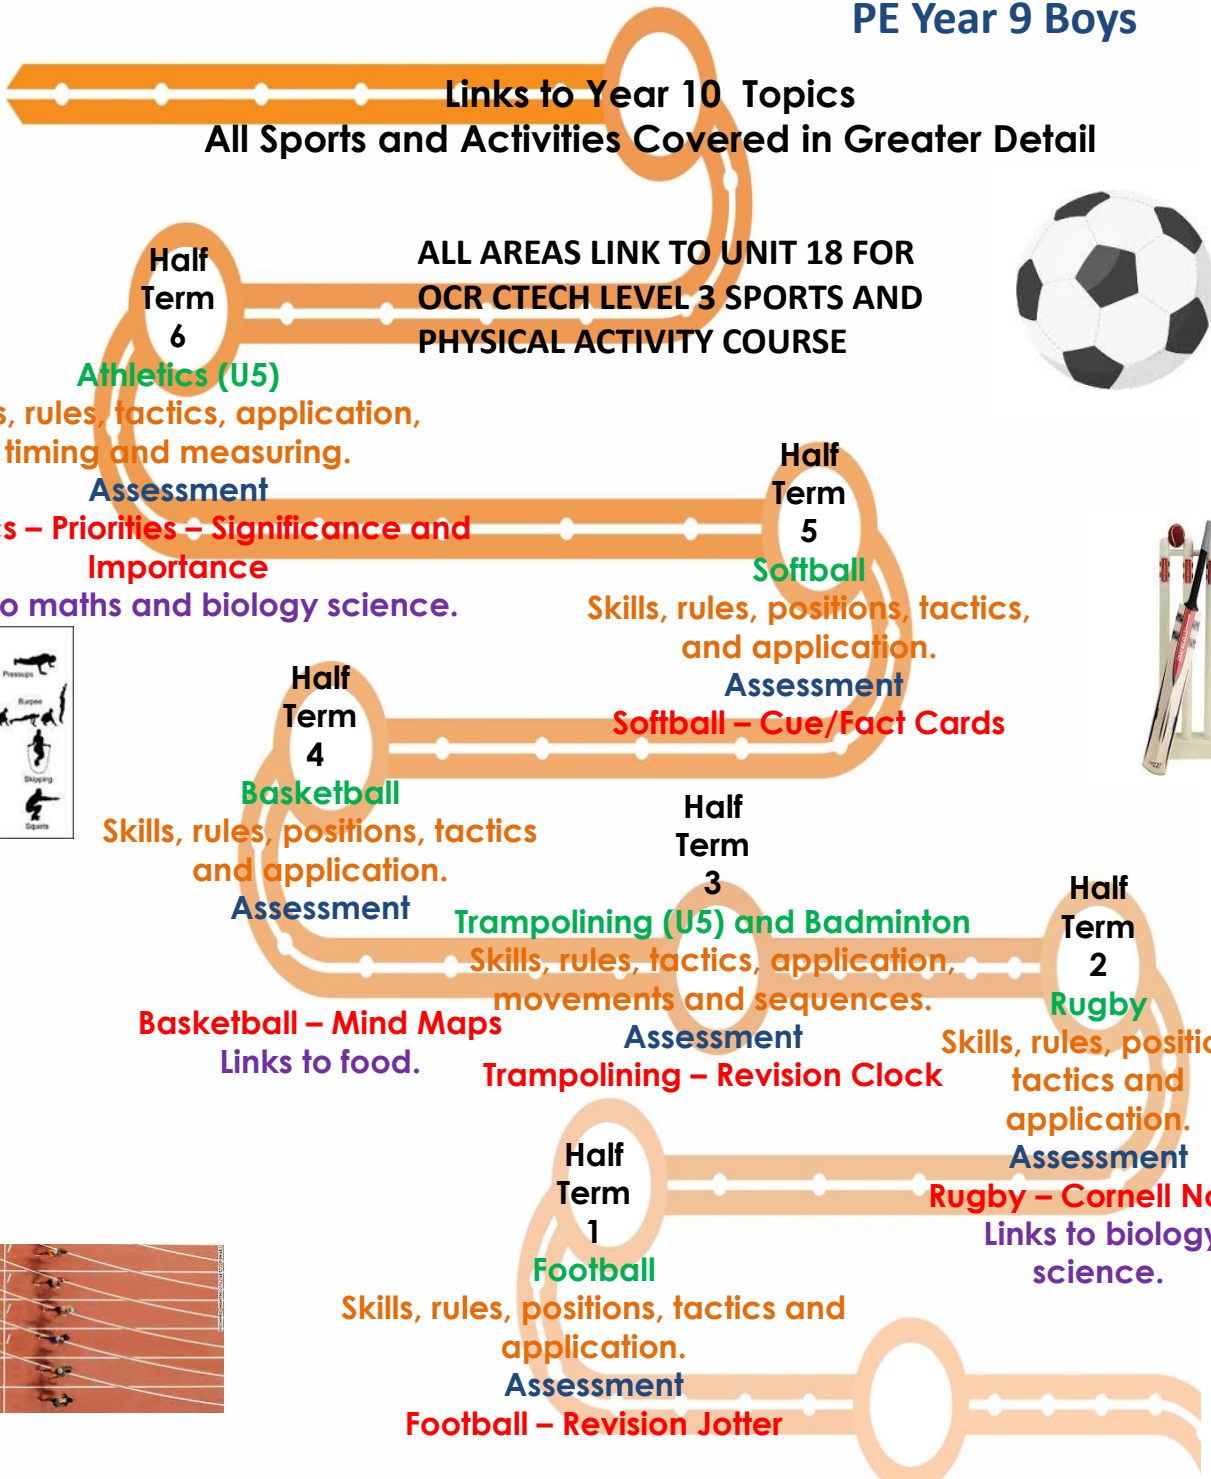 PE Year 9 Boys
Links to Year 10 Topics
All Sports and Activities Covered in Greater Detail
ALL AREAS LINK TO UNIT 18 FOR
OCR CTECH LEVEL 3 SPORTS AND
PHYSICAL ACTIVITY COURSE
Half
Term
6
Athletics (U5)
rules, tactics, application,
timing and measuring.
Assessment
– Priorities – Significance and
Importance
maths and biology science.
Half
Term
5
Softball
Skills, rules, positions, tactics,
and application.
Assessment
Softball – Cue/Fact Cards
Pressups
Burpee
Skipping
Squats
Half
Term
4
Basketball
Skills, rules, positions, tactics
and application.
Assessment
Basketball – Mind Maps
Links to food.
Half
Term
3
Trampolining (U5) and Badminton
Skills, rules, tactics, application,
movements and sequences.
Assessment
Trampolining – Revision Clock
Half
Term
2
Rugby
Skills, rules,
tactics and
application.
Assessment
Rugby – Cornell
Links to biology
science.
Half
Term
1
Football
Skills, rules, positions, tactics and
application.
Assessment
Football – Revision Jotter